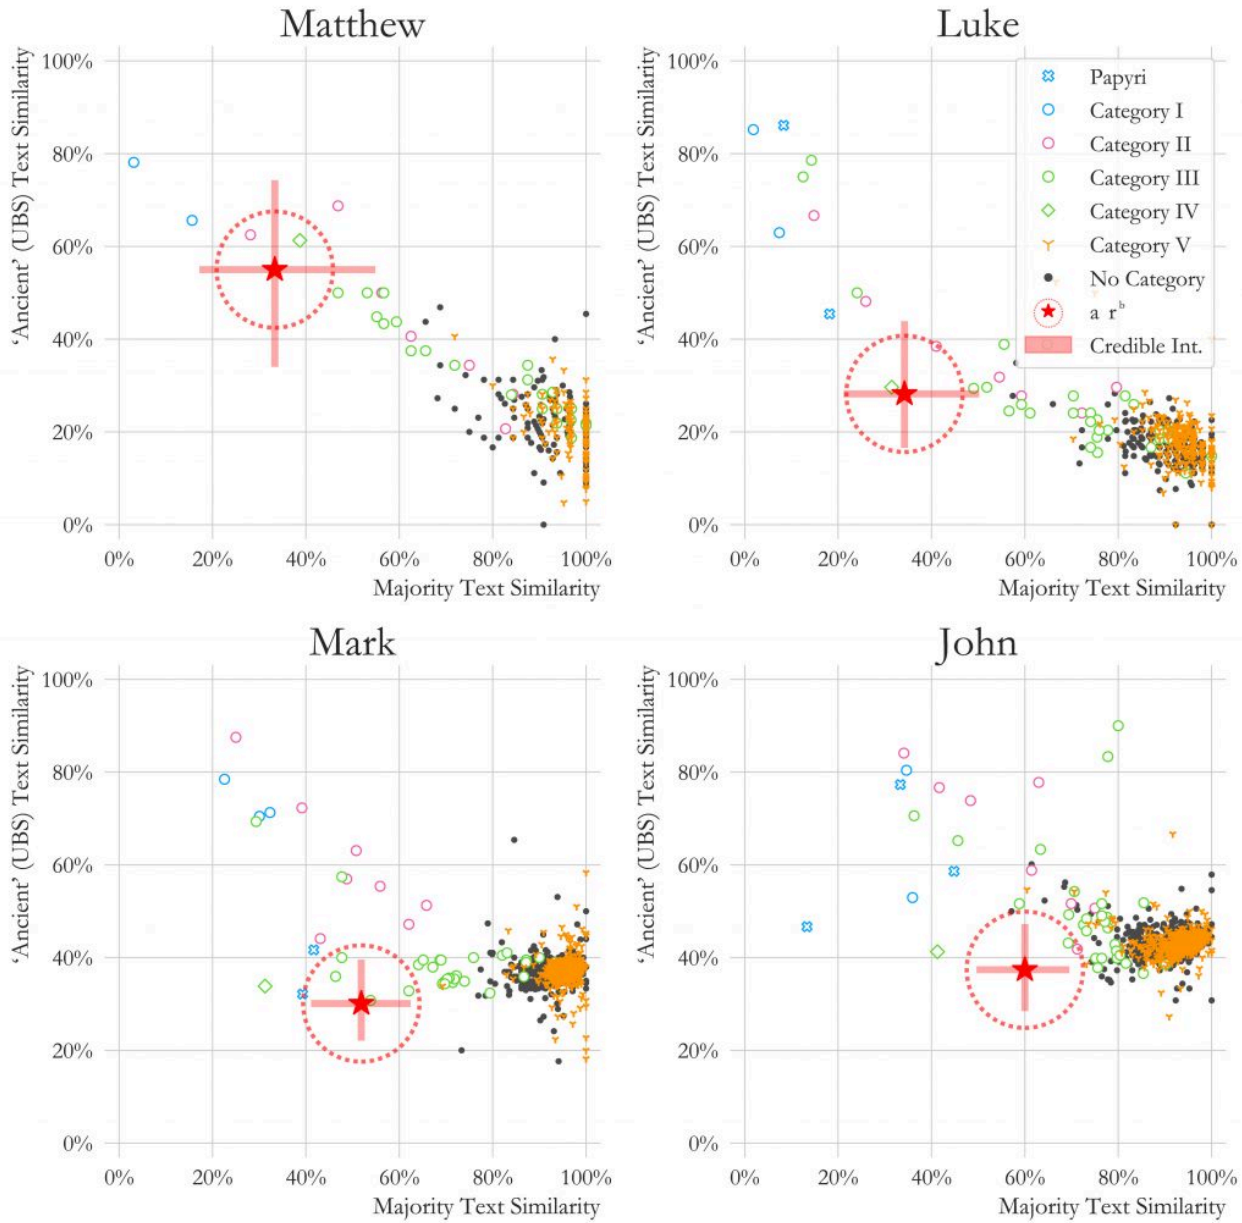 Matthew
'Ancient' (UBS) Text Similarity
100%
80%
60%
40%
20%
0%
0% 20% 40% 60% 80% 100%
Majority Text Similarity
Luke
'Ancient' (UBS) Text Similarity
100%
80%
60%
40%
20%
0%
0% 20% 40% 60% 80% 100%
Majority Text Similarity
Papyri
Category I
Category II
Category III
Category IV
Category V
No Category
a rᵇ
Credible Int.
Mark
'Ancient' (UBS) Text Similarity
100%
80%
60%
40%
20%
0%
0% 20% 40% 60% 80% 100%
Majority Text Similarity
John
'Ancient' (UBS) Text Similarity
100%
80%
60%
40%
20%
0%
0% 20% 40% 60% 80% 100%
Majority Text Similarity